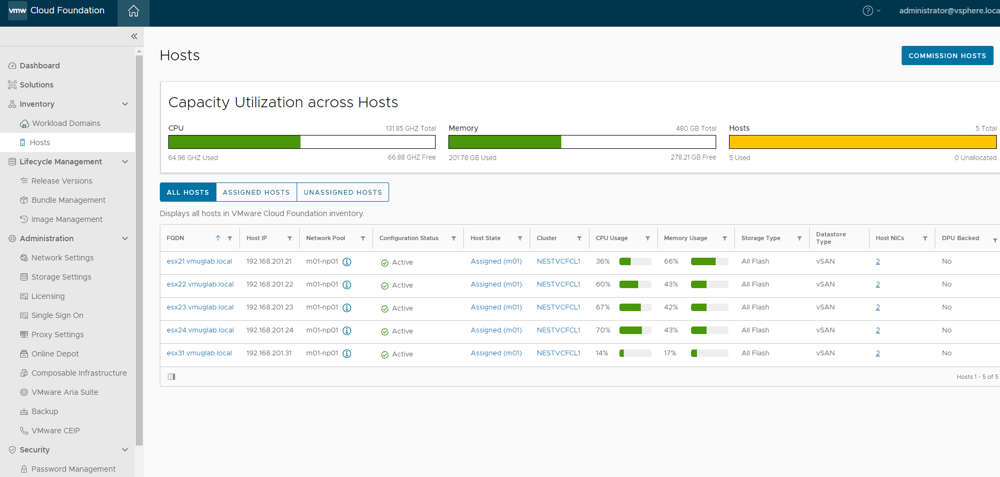 vmw Cloud Foundation
administrator@vsphere.loca
Dashboard
Solutions
Inventory
Workload Domains
Hosts
Lifecycle Management
Release Versions
Bundle Management
Image Management
Administration
Network Settings
Storage Settings
Licensing
Single Sign On
Proxy Settings
Online Depot
Composable Infrastructure
VMware Aria Suite
Backup
VMware CEIP
Security
Password Management
Hosts
COMMISSION HOSTS
Capacity Utilization across Hosts
CPU 131.85 GHZ Total
64.96 GHZ Used 66.88 GHZ Free
Memory 480 GB Total
201.78 GB Used 278.21 GB Free
Hosts 5 Total
5 Used 0 Unallocated
ALL HOSTS ASSIGNED HOSTS UNASSIGNED HOSTS
Displays all hosts in VMware Cloud Foundation inventory.
FQDN Host IP Network Pool Configuration Status Host State Cluster CPU Usage Memory Usage Storage Type Datastore Type Host NICs DPU Backed
esx21.vmuglab.local 192.168.201.21 m01-np01 Active Assigned (m01) NESTVCFCL1 36% 66% All Flash vSAN 2 No
esx22.vmuglab.local 192.168.201.22 m01-np01 Active Assigned (m01) NESTVCFCL1 60% 43% All Flash vSAN 2 No
esx23.vmuglab.local 192.168.201.23 m01-np01 Active Assigned (m01) NESTVCFCL1 67% 42% All Flash vSAN 2 No
esx24.vmuglab.local 192.168.201.24 m01-np01 Active Assigned (m01) NESTVCFCL1 70% 43% All Flash vSAN 2 No
esx31.vmuglab.local 192.168.201.31 m01-np01 Active Assigned (m01) NESTVCFCL1 14% 17% All Flash vSAN 2 No
Hosts 1 - 5 of 5